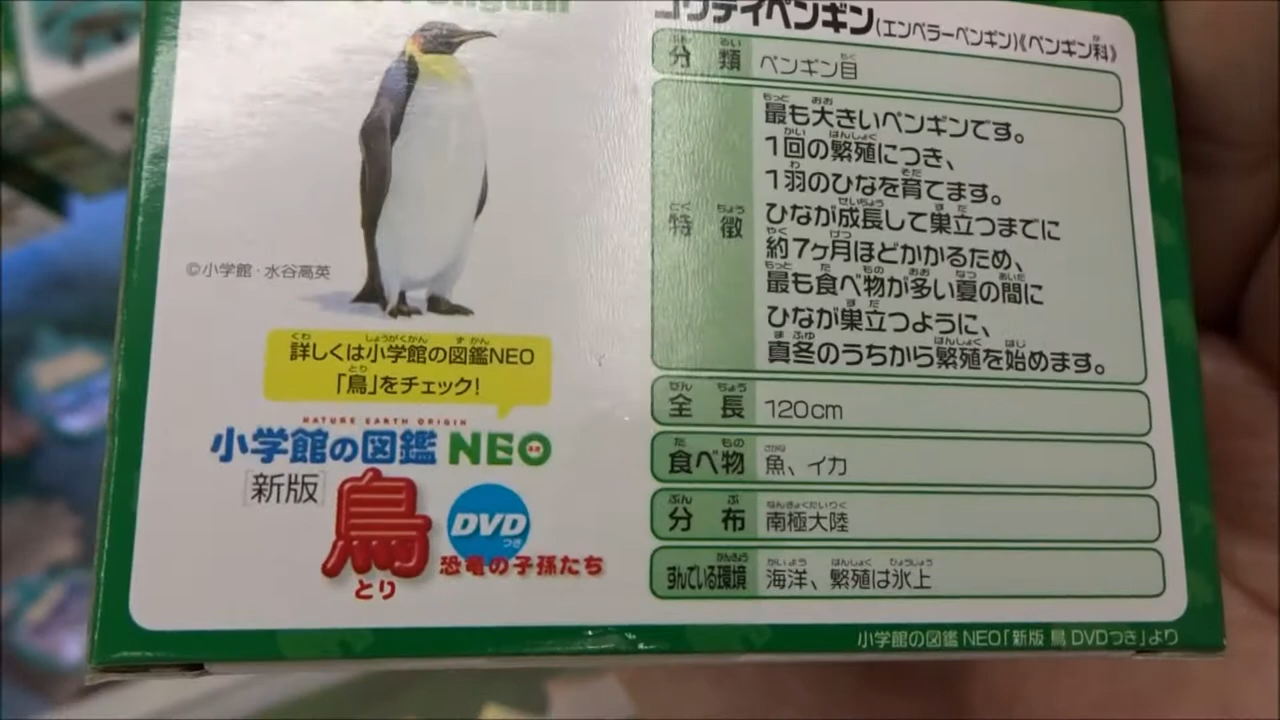 コウテイペンギン(エンペラーペンギン)《ペンギン科》
分類 ペンギン目
特徴
最も大きいペンギンです。
1回の繁殖につき、
1羽のひなを育てます。
ひなが成長して巣立つまでに
約7ヶ月ほどかかるため、
最も食べ物が多い夏の間に
ひなが巣立つように、
真冬のうちから繁殖を始めます。
全長 120cm
食べ物 魚、イカ
分布 南極大陸
すんでいる環境 海洋、繁殖は氷上
©小学館・水谷高英
詳しくは小学館の図鑑NEO
「鳥」をチェック!
NATURE EARTH ORIGIN
小学館の図鑑 NEO
[新版]
鳥
とり
DVD
つき
恐竜の子孫たち
小学館の図鑑 NEO「新版 鳥 DVDつき」より